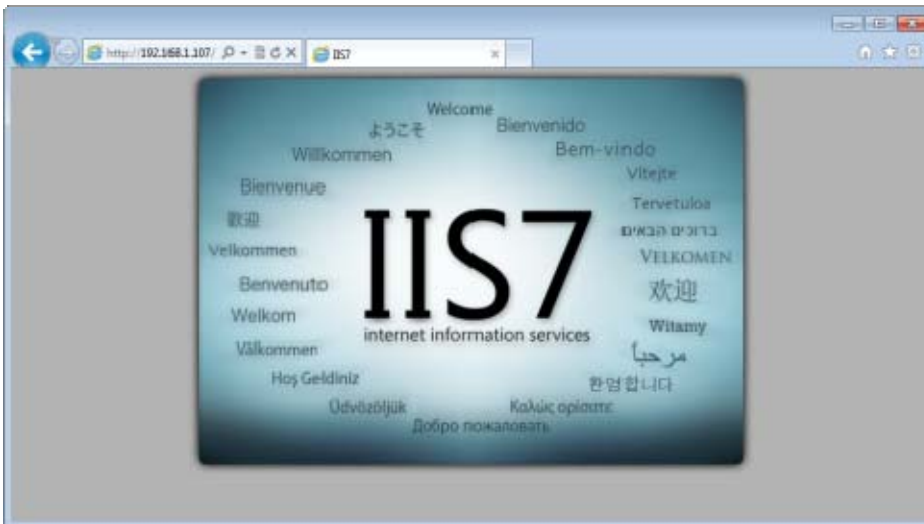 http://192.168.1.107/
IIS7
Welcome
ようこそ
Bienvenido
Willkommen
Bem-vindo
Vítejte
Bienvenue
Tervetuloa
歡迎
ברוכים הבאים
Velkommen
VELKOMEN
Benvenuto
欢迎
IIS7
Welkom
Witamy
internet information services
Välkommen
مرحباً
Hoş Geldiniz
환영합니다
Üdvözöljük
Καλώς ορίσατε
Добро пожаловать